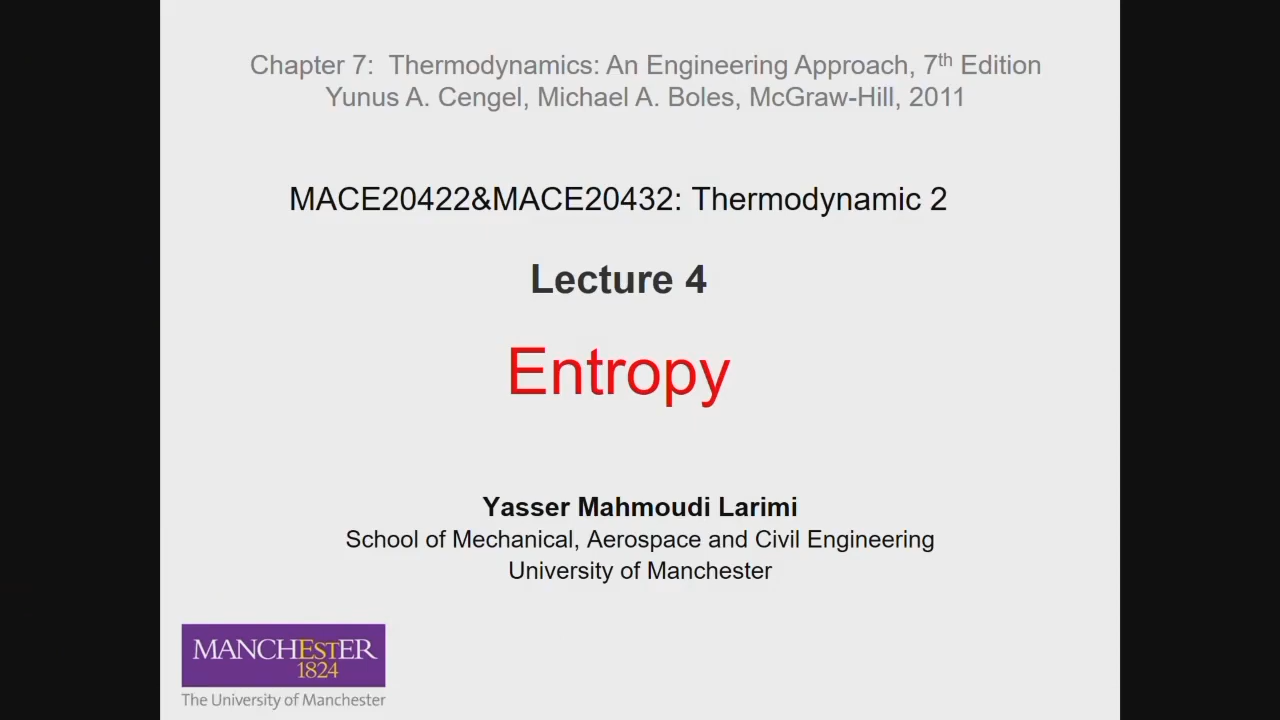 Chapter 7: Thermodynamics: An Engineering Approach, 7th Edition
Yunus A. Cengel, Michael A. Boles, McGraw-Hill, 2011
MACE20422&MACE20432: Thermodynamic 2
Lecture 4
Entropy
Yasser Mahmoudi Larimi
School of Mechanical, Aerospace and Civil Engineering
University of Manchester
MANCHESTER
1824
The University of Manchester